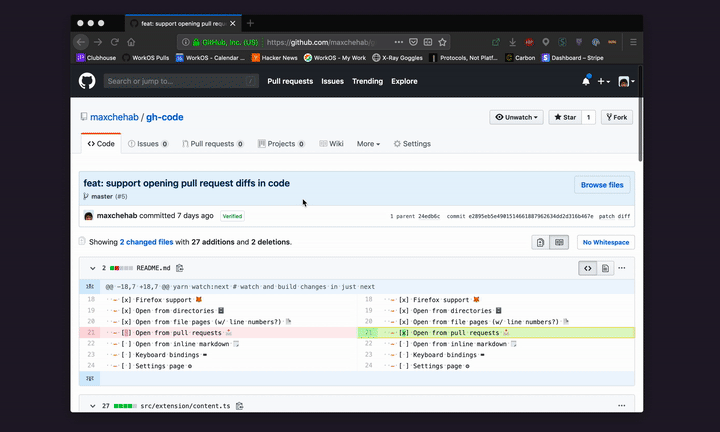 feat: support opening pull requ
GitHub, Inc. (US)
https://github.com/maxchehab/
Clubhouse
WorkOS Pulls
WorkOS - Calendar ...
Hacker News
WorkOS - My Work
X-Ray Goggles
Protocols, Not Platf...
Carbon
Dashboard – Stripe
Search or jump to...
Pull requests
Issues
Trending
Explore
maxchehab / gh-code
Unwatch
Star 1
Fork
Code
Issues 0
Pull requests 0
Projects 0
Wiki
More
Settings
feat: support opening pull request diffs in code
Browse files
master (#5)
maxchehab committed 7 days ago
Verified
1 parent 24edb6c commit e2895eb5e4901514661887962634dd2d316b467e patch diff
Showing 2 changed files with 27 additions and 2 deletions.
No Whitespace
2 README.md
@@ -18,7 +18,7 @@ yarn watch:next # watch and build changes in just next
18 - [x] Firefox support 18 - [x] Firefox support
19 - [x] Open from directories 19 - [x] Open from directories
20 - [x] Open from file pages (w/ line numbers?) 20 - [x] Open from file pages (w/ line numbers?)
21 - [ ] Open from pull requests 21 - [x] Open from pull requests
22 - [ ] Open from inline markdown 22 - [ ] Open from inline markdown
23 - [ ] Keyboard bindings 23 - [ ] Keyboard bindings
24 - [ ] Settings page 24 - [ ] Settings page
27 src/extension/content.ts